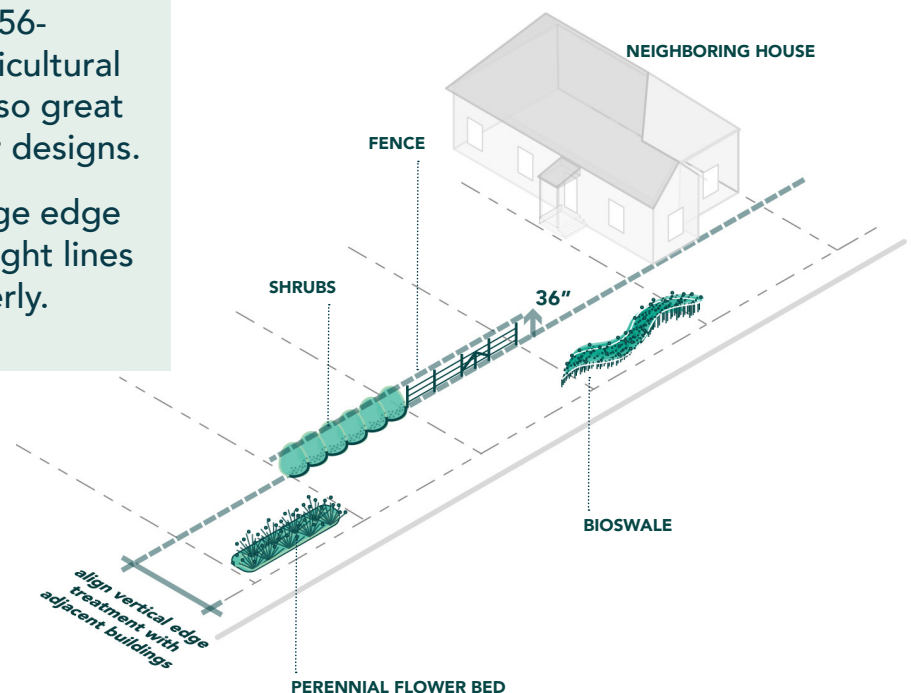 56-
icultural
so great
designs.
ge edge
ght lines
erly.
NEIGHBORING HOUSE
FENCE
SHRUBS
36”
BIOSWALE
align vertical edge
treatment with
adjacent buildings
PERENNIAL FLOWER BED